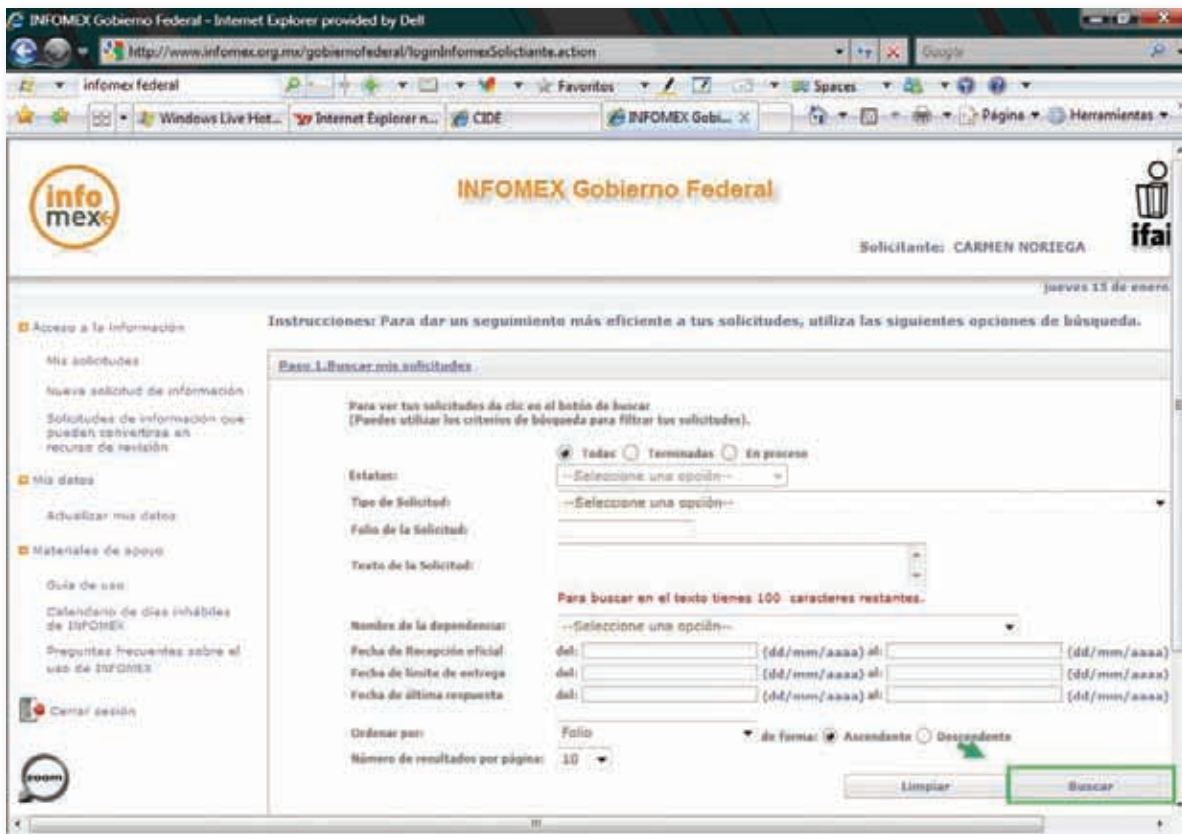 INFOMEX Gobierno Federal - Internet Explorer provided by Dell
http://www.infomex.org.mx/gobiernofederal/loginInfomexSolictiante.action
Google
infomex federal
Favoritos
Spaces
Windows Live Hot...
Internet Explorer n...
CIDE
INFOMEX Gobi...
Página
Herramientas
info
mex
INFOMEX Gobierno Federal
ifai
Solicitante: CARMEN NORIEGA
jueves 15 de enero
Acceso a la información
Mis solicitudes
Nueva solicitud de información
Solicitudes de información que
pueden convertirse en
recurso de revisión
Mis datos
Actualizar mis datos
Materiales de apoyo
Guía de uso
Calendario de días inhábiles
de INFOMEX
Preguntas frecuentes sobre el
uso de INFOMEX
Cerrar sesión
zoom
Instrucciones: Para dar un seguimiento más eficiente a tus solicitudes, utiliza las siguientes opciones de búsqueda.
Paso 1.Buscar mis solicitudes
Para ver tus solicitudes da clic en el botón de buscar
(Puedes utilizar los criterios de búsqueda para filtrar tus solicitudes).
Todas Terminadas En proceso
Estatus: --Seleccione una opción--
Tipo de Solicitud: --Seleccione una opción--
Folio de la Solicitud:
Texto de la Solicitud:
Para buscar en el texto tienes 100 caracteres restantes.
Nombre de la dependencia: --Seleccione una opción--
Fecha de Recepción oficial del: (dd/mm/aaaa) al: (dd/mm/aaaa)
Fecha de límite de entrega del: (dd/mm/aaaa) al: (dd/mm/aaaa)
Fecha de última respuesta del: (dd/mm/aaaa) al: (dd/mm/aaaa)
Ordenar por: Folio de forma: Ascendente Descendente
Número de resultados por página: 10
Limpiar Buscar